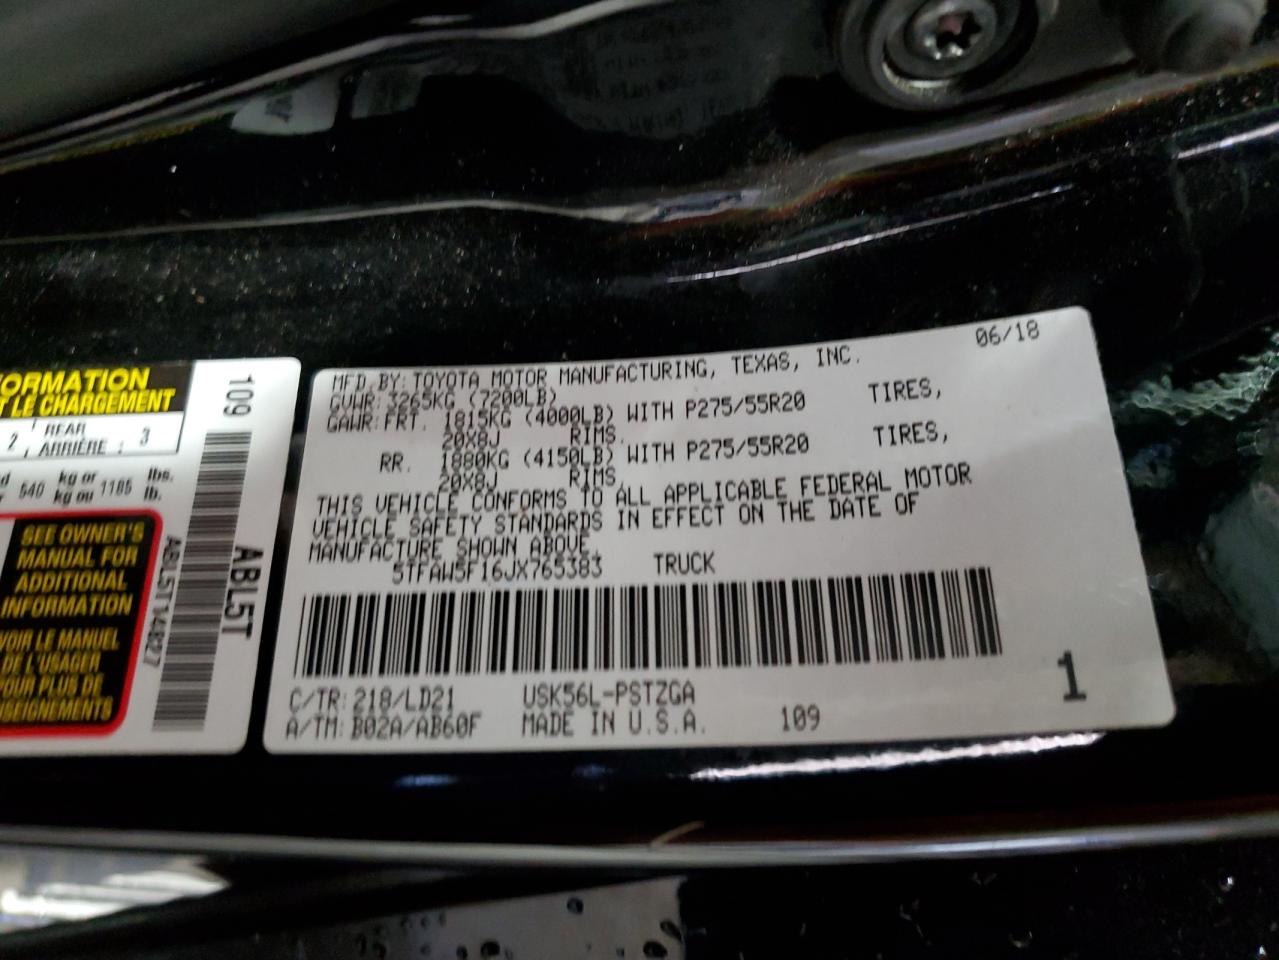 ORMATION
T LE CHARGEMENT
2 , REAR
ARRIÈRE : 3
kg or lbs.
540 kg ou 1185 lb.
SEE OWNER'S
MANUAL FOR
ADDITIONAL
INFORMATION
VOIR LE MANUEL
DE L'USAGER
POUR PLUS DE
SEIGNEMENTS
109
ABL5T14827
ABL5T
06/18
MFD.BY: TOYOTA MOTOR MANUFACTURING, TEXAS, INC.
GVWR: 3265KG (7200LB)
GAWR: FRT. 1815KG (4000LB) WITH P275/55R20 TIRES,
20X8J RIMS,
RR. 1880KG (4150LB) WITH P275/55R20 TIRES,
20X8J RIMS,
THIS VEHICLE CONFORMS TO ALL APPLICABLE FEDERAL MOTOR
VEHICLE SAFETY STANDARDS IN EFFECT ON THE DATE OF
MANUFACTURE SHOWN ABOVE.
5TFAW5F16JX765383 TRUCK
C/TR: 218/LD21 USK56L-PSTZGA
A/TM: B02A/AB60F MADE IN U.S.A. 109
1